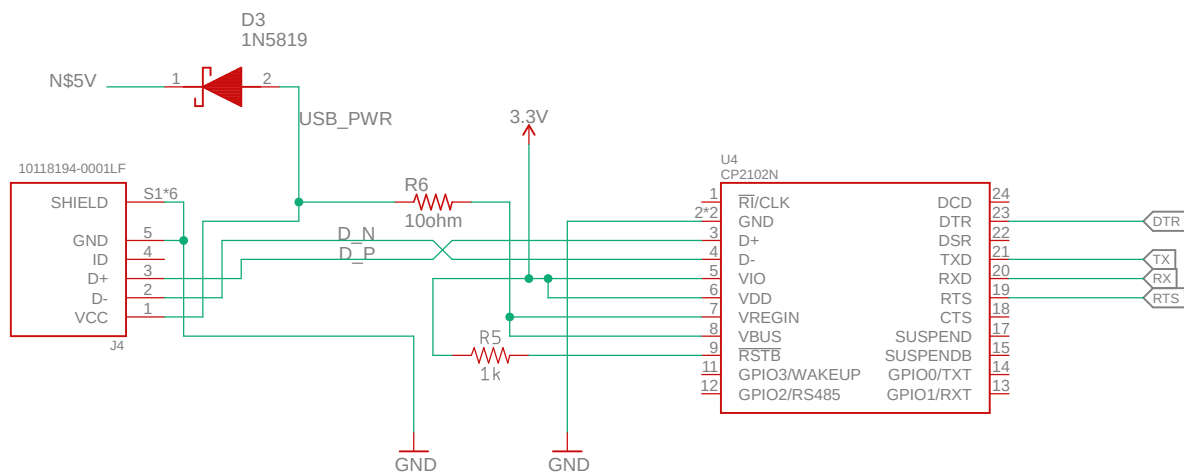 D3
1N5819
N$5V
1
2
USB_PWR
3.3V
10118194-0001LF
SHIELD
S1*6
GND
5
ID
4
D+
3
D-
2
VCC
1
J4
R6
10ohm
D_N
D_P
R5
1k
GND
GND
U4
CP2102N
1
RI/CLK
2*2
GND
3
D+
4
D-
5
VIO
6
VDD
7
VREGIN
8
VBUS
9
RSTB
11
GPIO3/WAKEUP
12
GPIO2/RS485
DCD
24
DTR
23
DSR
22
TXD
21
RXD
20
RTS
19
CTS
18
SUSPEND
17
SUSPENDB
15
GPIO0/TXT
14
GPIO1/RXT
13
DTR
TX
RX
RTS